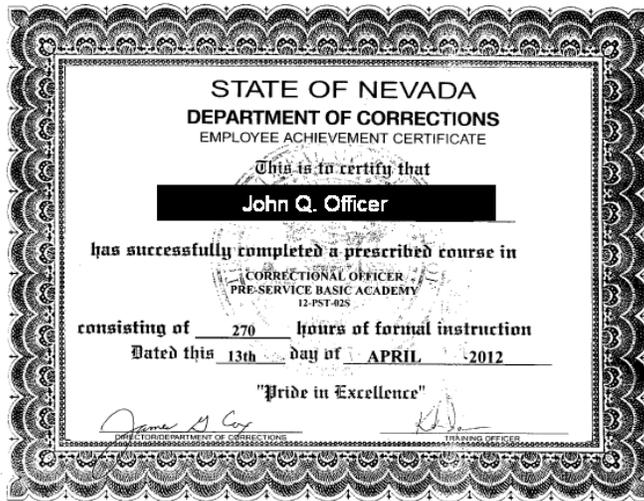 STATE OF NEVADA
DEPARTMENT OF CORRECTIONS
EMPLOYEE ACHIEVEMENT CERTIFICATE
This is to certify that
John Q. Officer
has successfully completed a prescribed course in
CORRECTIONAL OFFICER
PRE-SERVICE BASIC ACADEMY
12-PST-02S
consisting of 270 hours of formal instruction
Dated this 13th day of APRIL -2012
"Pride in Excellence"
James G Cox
DIRECTOR/DEPARTMENT OF CORRECTIONS
TRAINING OFFICER